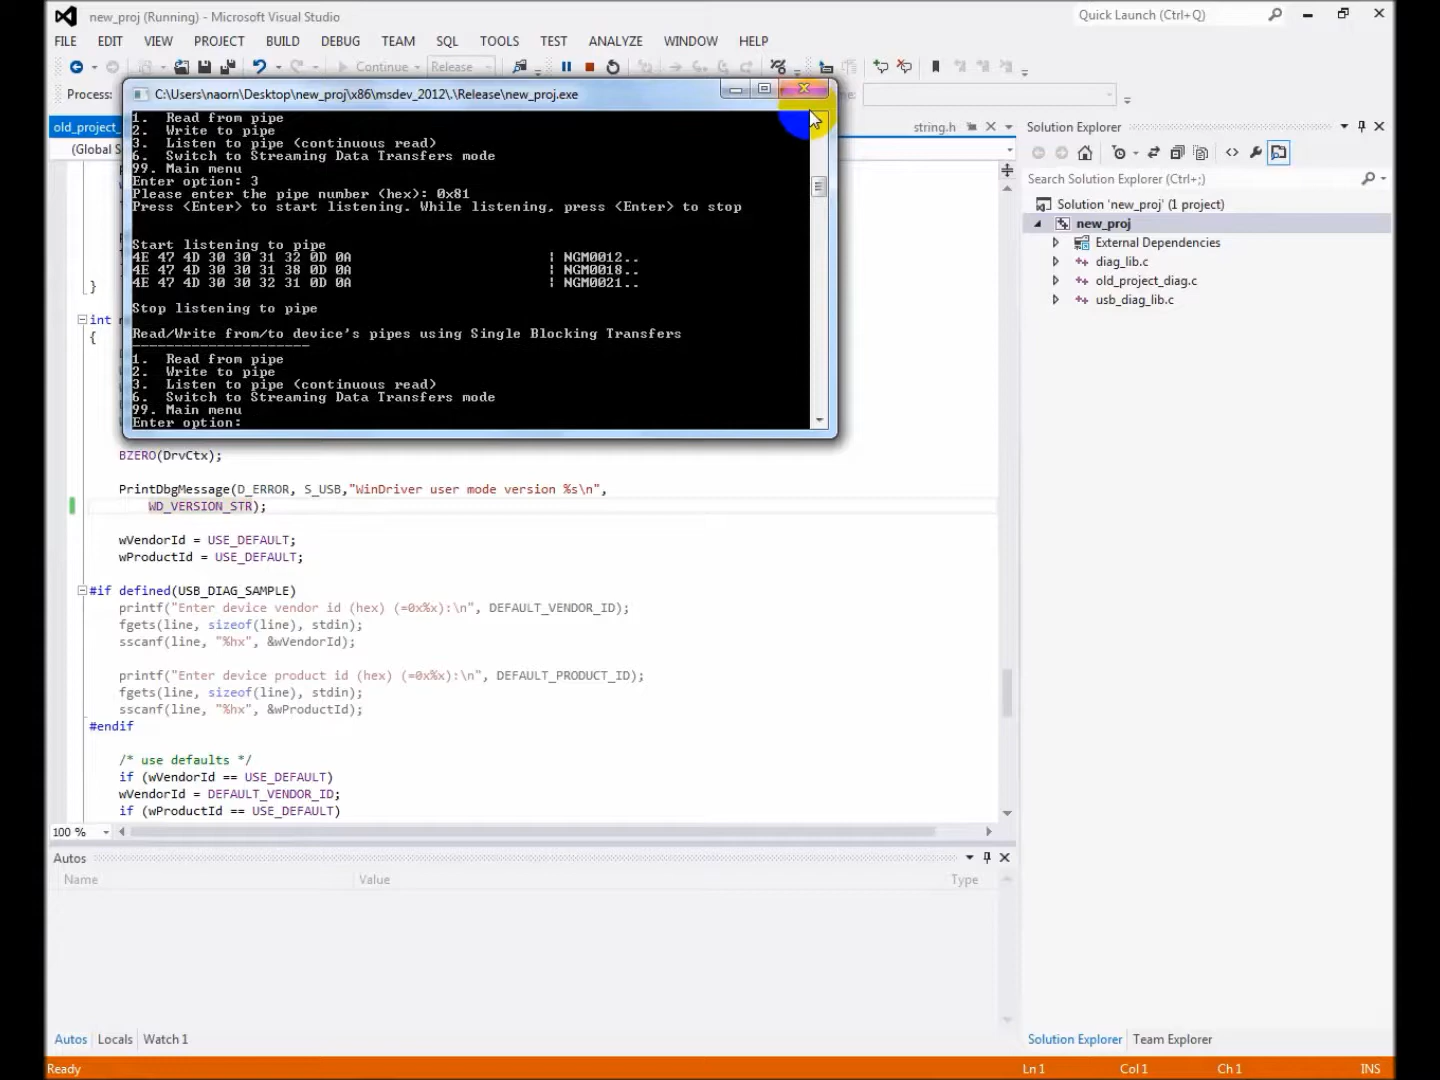 new_proj (Running) - Microsoft Visual Studio
Quick Launch (Ctrl+Q)
FILE EDIT VIEW PROJECT BUILD DEBUG TEAM SQL TOOLS TEST ANALYZE WINDOW HELP
Continue Release
Process:
C:\Users\naorn\Desktop\new_proj\x86\msdev_2012\.\Release\new_proj.exe
1. Read from pipe
2. Write to pipe
3. Listen to pipe (continuous read)
6. Switch to Streaming Data Transfers mode
99. Main menu
Enter option: 3
Please enter the pipe number (hex): 0x81
Press <Enter> to start listening. While listening, press <Enter> to stop
Start listening to pipe
4E 47 4D 30 30 31 32 0D 0A | NGM0012..
4E 47 4D 30 30 31 38 0D 0A | NGM0018..
4E 47 4D 30 30 32 31 0D 0A | NGM0021..
Stop listening to pipe
Read/Write from/to device's pipes using Single Blocking Transfers
---------------------
1. Read from pipe
2. Write to pipe
3. Listen to pipe (continuous read)
6. Switch to Streaming Data Transfers mode
99. Main menu
Enter option:
old_project_
string.h
(Global S
}
int
{
BZERO(DrvCtx);
PrintDbgMessage(D_ERROR, S_USB,"WinDriver user mode version %s\n",
WD_VERSION_STR);
wVendorId = USE_DEFAULT;
wProductId = USE_DEFAULT;
#if defined(USB_DIAG_SAMPLE)
printf("Enter device vendor id (hex) (=0x%x):\n", DEFAULT_VENDOR_ID);
fgets(line, sizeof(line), stdin);
sscanf(line, "%hx", &wVendorId);
printf("Enter device product id (hex) (=0x%x):\n", DEFAULT_PRODUCT_ID);
fgets(line, sizeof(line), stdin);
sscanf(line, "%hx", &wProductId);
#endif
/* use defaults */
if (wVendorId == USE_DEFAULT)
wVendorId = DEFAULT_VENDOR_ID;
if (wProductId == USE_DEFAULT)
100 %
Autos
Name Value Type
Autos Locals Watch 1
Solution Explorer
Search Solution Explorer (Ctrl+;)
Solution 'new_proj' (1 project)
new_proj
External Dependencies
diag_lib.c
old_project_diag.c
usb_diag_lib.c
Solution Explorer Team Explorer
Ready Ln 1 Col 1 Ch 1 INS